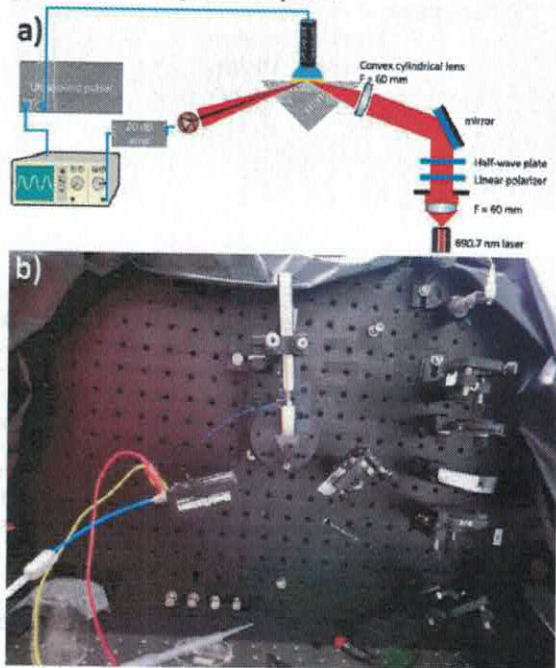 a)
Convex cylindrical lens
F = 60 mm
Ultrasound pulser
20 dB
mirror
Half-wave plate
Linear polarizer
F = 60 mm
690.7 nm laser
b)